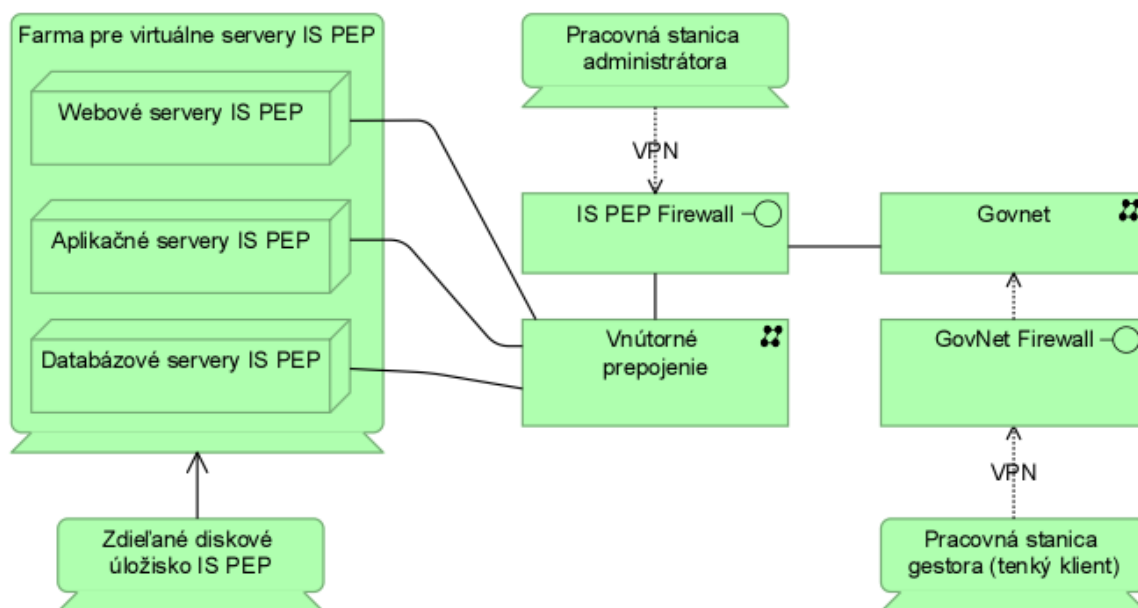 Farma pre virtuálne servery IS PEP
Webové servery IS PEP
Aplikačné servery IS PEP
Databázové servery IS PEP
Zdieľané diskové
úložisko IS PEP
Pracovná stanica
administrátora
VPN
IS PEP Firewall
Vnútorné
prepojenie
Govnet
GovNet Firewall
VPN
Pracovná stanica
gestora (tenký klient)